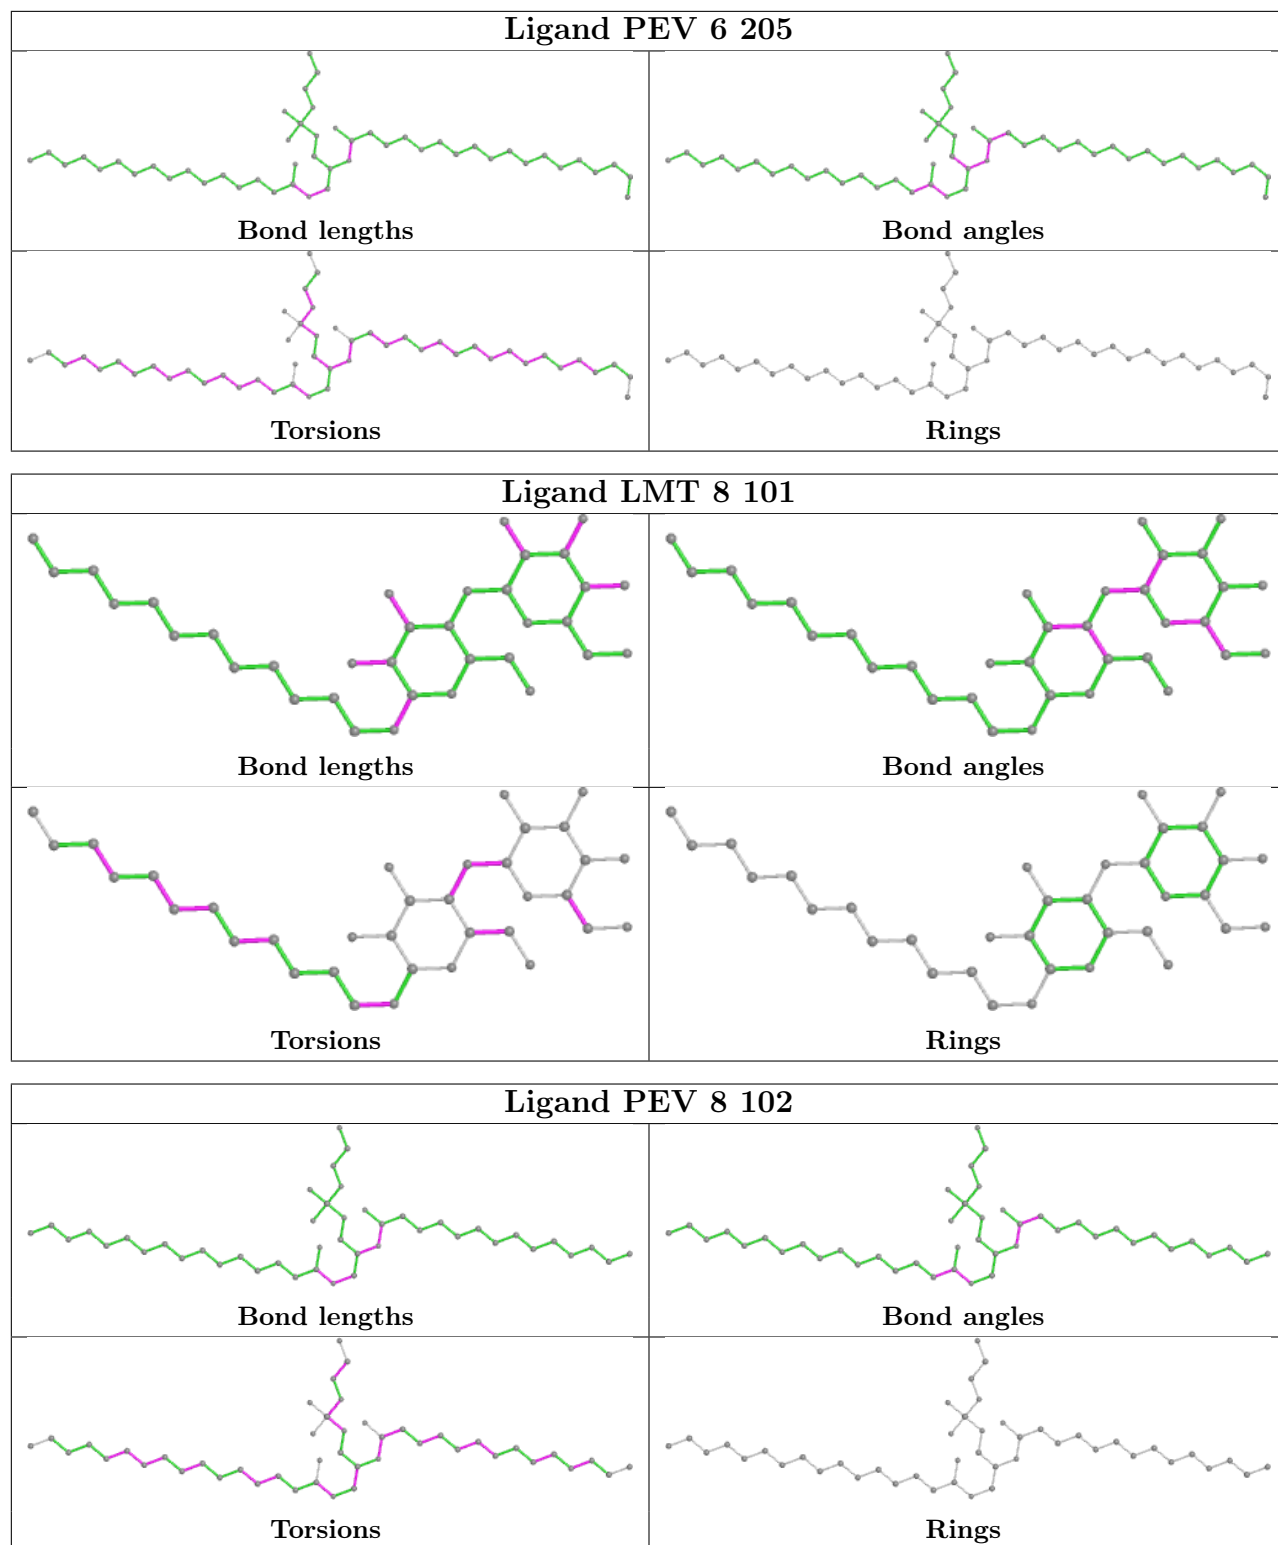 Ligand PEV 6 205
Bond lengths
Bond angles
Torsions
Rings
Ligand LMT 8 101
Bond lengths
Bond angles
Torsions
Rings
Ligand PEV 8 102
Bond lengths
Bond angles
Torsions
Rings